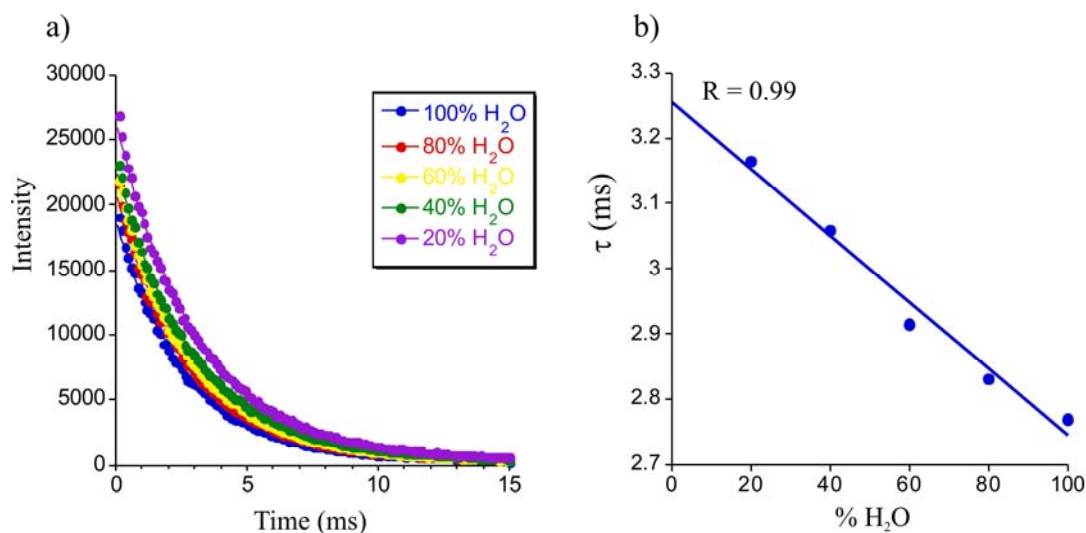 a)
30000
25000
20000
15000
10000
5000
0
Intensity
0
5
10
15
Time (ms)
100% H₂O
80% H₂O
60% H₂O
40% H₂O
20% H₂O
b)
3.3
3.2
3.1
3
2.9
2.8
2.7
τ (ms)
R = 0.99
0
20
40
60
80
100
% H₂O